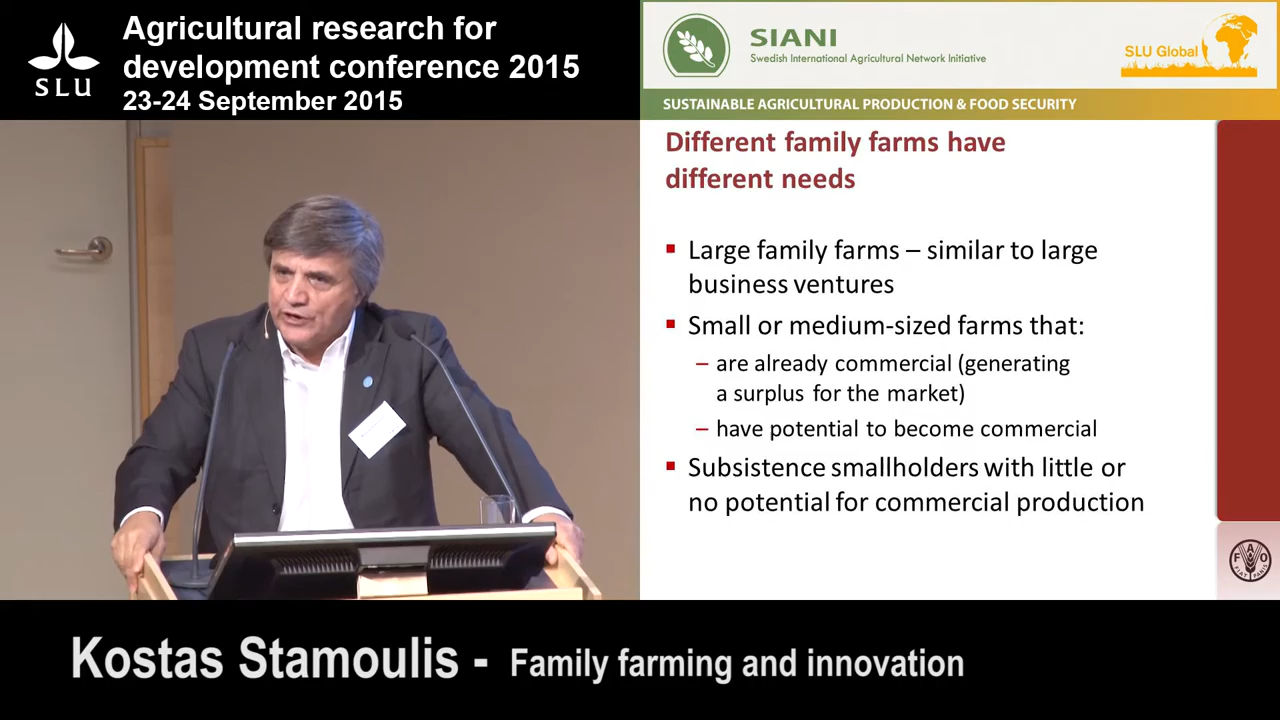 SLU
Agricultural research for
development conference 2015
23-24 September 2015
SIANI
Swedish International Agricultural Network Initiative
SLU Global
SUSTAINABLE AGRICULTURAL PRODUCTION & FOOD SECURITY
Different family farms have
different needs
▪ Large family farms – similar to large
business ventures
▪ Small or medium-sized farms that:
– are already commercial (generating
a surplus for the market)
– have potential to become commercial
▪ Subsistence smallholders with little or
no potential for commercial production
F A O
FIAT PANIS
Kostas Stamoulis - Family farming and innovation